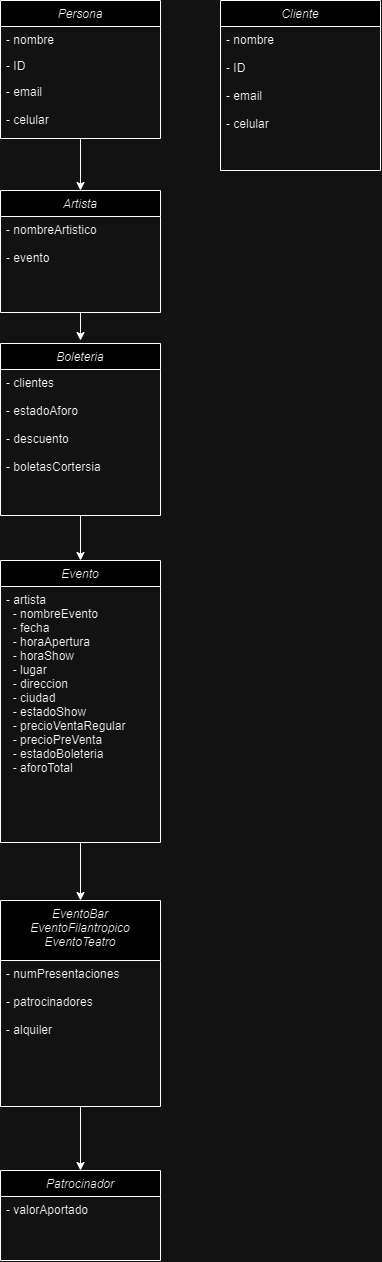 Persona
- nombre
- ID
- email
- celular
Cliente
- nombre
- ID
- email
- celular
Artista
- nombreArtistico
- evento
Boleteria
- clientes
- estadoAforo
- descuento
- boletasCortersia
Evento
- artista
- nombreEvento
- fecha
- horaApertura
- horaShow
- lugar
- direccion
- ciudad
- estadoShow
- precioVentaRegular
- precioPreVenta
- estadoBoleteria
- aforoTotal
EventoBar
EventoFilantropico
EventoTeatro
- numPresentaciones
- patrocinadores
- alquiler
Patrocinador
- valorAportado